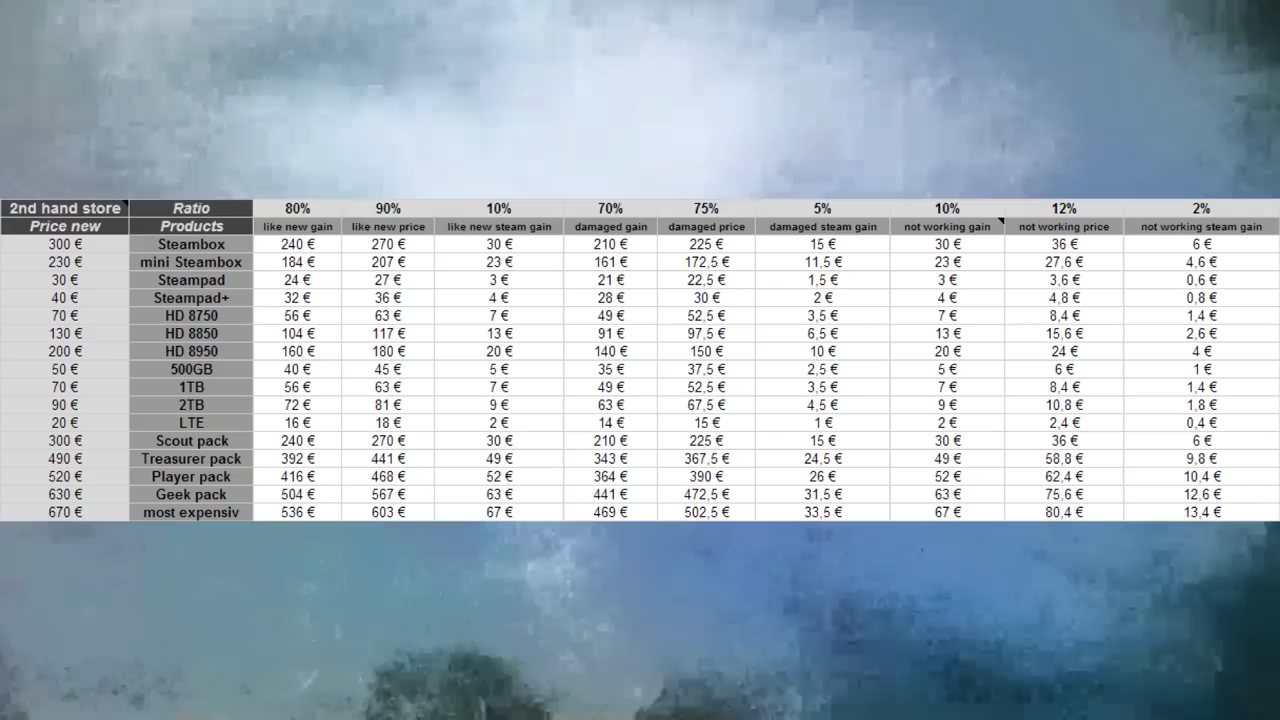 2nd hand store Ratio 80% 90% 10% 70% 75% 5% 10% 12% 2%
Price new Products like new gain like new price like new steam gain damaged gain damaged price damaged steam gain not working gain not working price not working steam gain
300 € Steambox 240 € 270 € 30 € 210 € 225 € 15 € 30 € 36 € 6 €
230 € mini Steambox 184 € 207 € 23 € 161 € 172,5 € 11,5 € 23 € 27,6 € 4,6 €
30 € Steampad 24 € 27 € 3 € 21 € 22,5 € 1,5 € 3 € 3,6 € 0,6 €
40 € Steampad+ 32 € 36 € 4 € 28 € 30 € 2 € 4 € 4,8 € 0,8 €
70 € HD 8750 56 € 63 € 7 € 49 € 52,5 € 3,5 € 7 € 8,4 € 1,4 €
130 € HD 8850 104 € 117 € 13 € 91 € 97,5 € 6,5 € 13 € 15,6 € 2,6 €
200 € HD 8950 160 € 180 € 20 € 140 € 150 € 10 € 20 € 24 € 4 €
50 € 500GB 40 € 45 € 5 € 35 € 37,5 € 2,5 € 5 € 6 € 1 €
70 € 1TB 56 € 63 € 7 € 49 € 52,5 € 3,5 € 7 € 8,4 € 1,4 €
90 € 2TB 72 € 81 € 9 € 63 € 67,5 € 4,5 € 9 € 10,8 € 1,8 €
20 € LTE 16 € 18 € 2 € 14 € 15 € 1 € 2 € 2,4 € 0,4 €
300 € Scout pack 240 € 270 € 30 € 210 € 225 € 15 € 30 € 36 € 6 €
490 € Treasurer pack 392 € 441 € 49 € 343 € 367,5 € 24,5 € 49 € 58,8 € 9,8 €
520 € Player pack 416 € 468 € 52 € 364 € 390 € 26 € 52 € 62,4 € 10,4 €
630 € Geek pack 504 € 567 € 63 € 441 € 472,5 € 31,5 € 63 € 75,6 € 12,6 €
670 € most expensiv 536 € 603 € 67 € 469 € 502,5 € 33,5 € 67 € 80,4 € 13,4 €